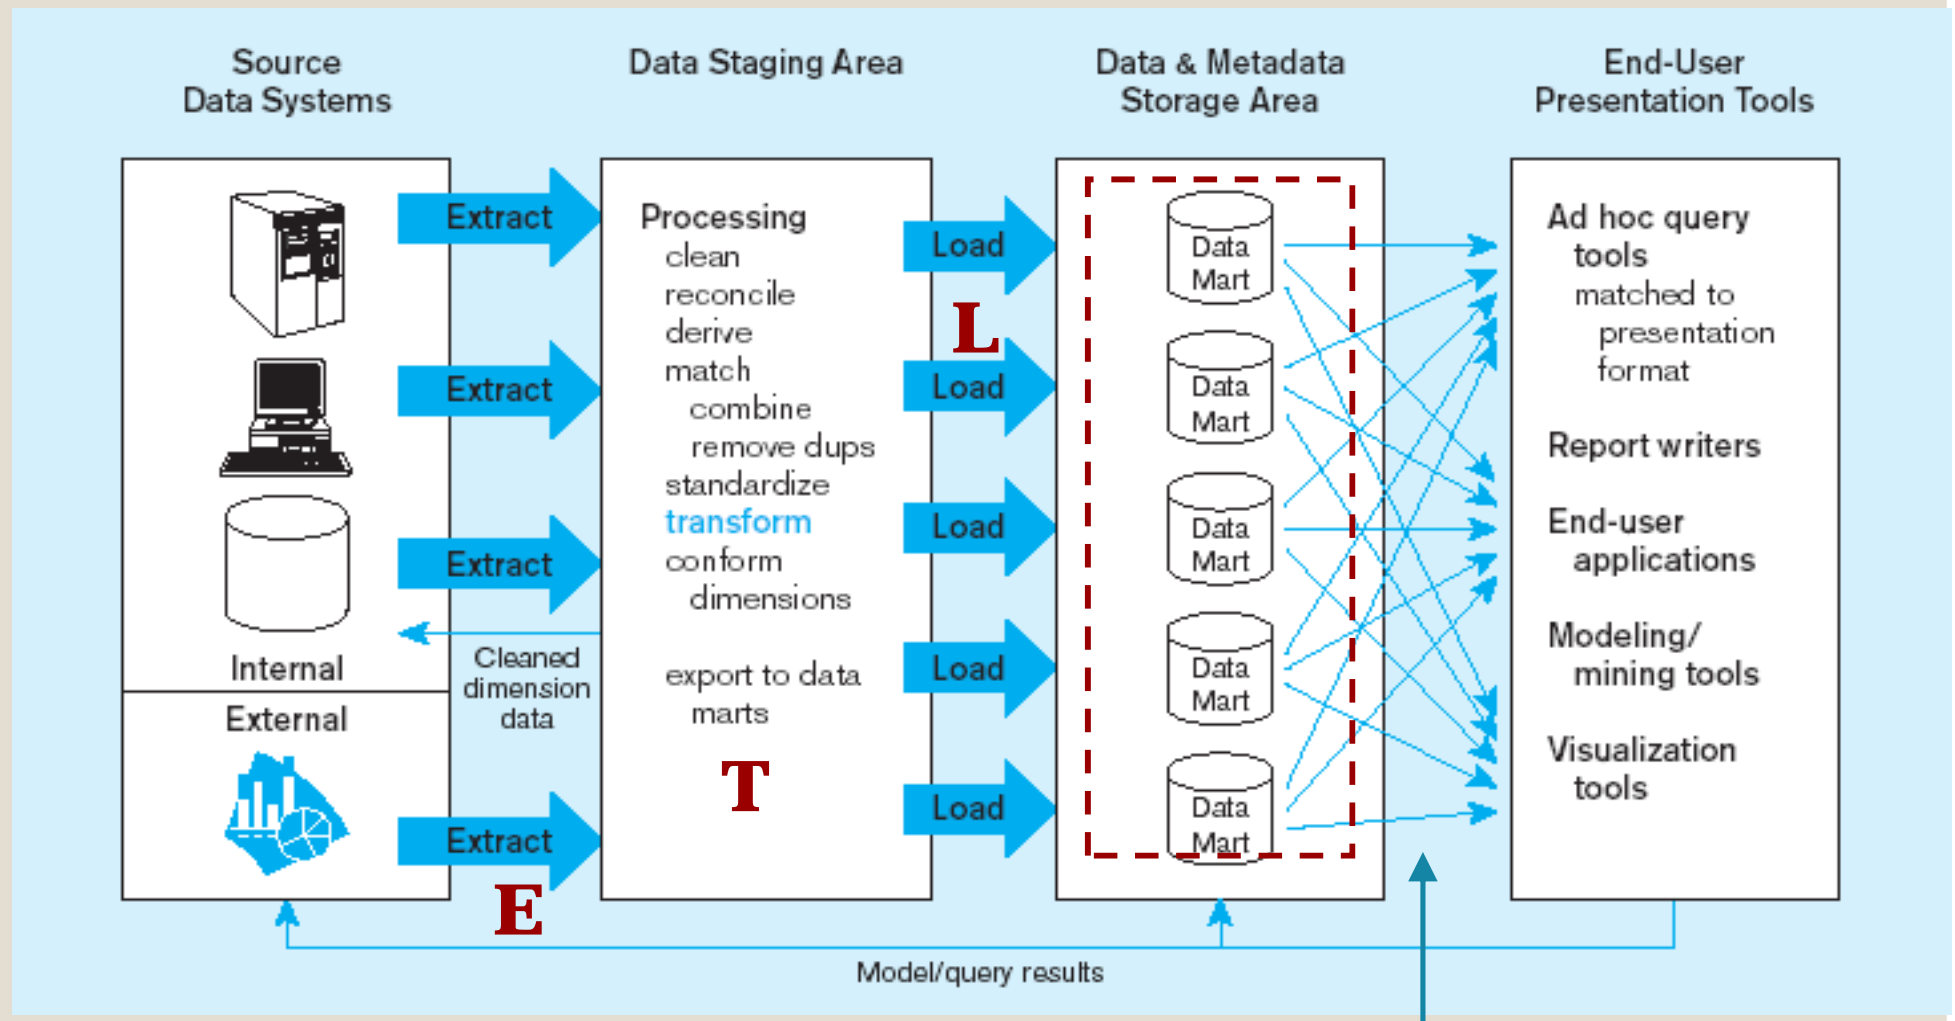 Source
Data Systems
Data Staging Area
Data & Metadata
Storage Area
End-User
Presentation Tools
Extract
Extract
Extract
Internal
External
Cleaned
dimension
data
Extract
E
Processing
clean
reconcile
derive
match
combine
remove dups
standardize
transform
conform
dimensions
export to data
marts
T
Load
L
Load
Load
Load
Load
Data
Mart
Data
Mart
Data
Mart
Data
Mart
Data
Mart
Ad hoc query
tools
matched to
presentation
format
Report writers
End-user
applications
Modeling/
mining tools
Visualization
tools
Model/query results